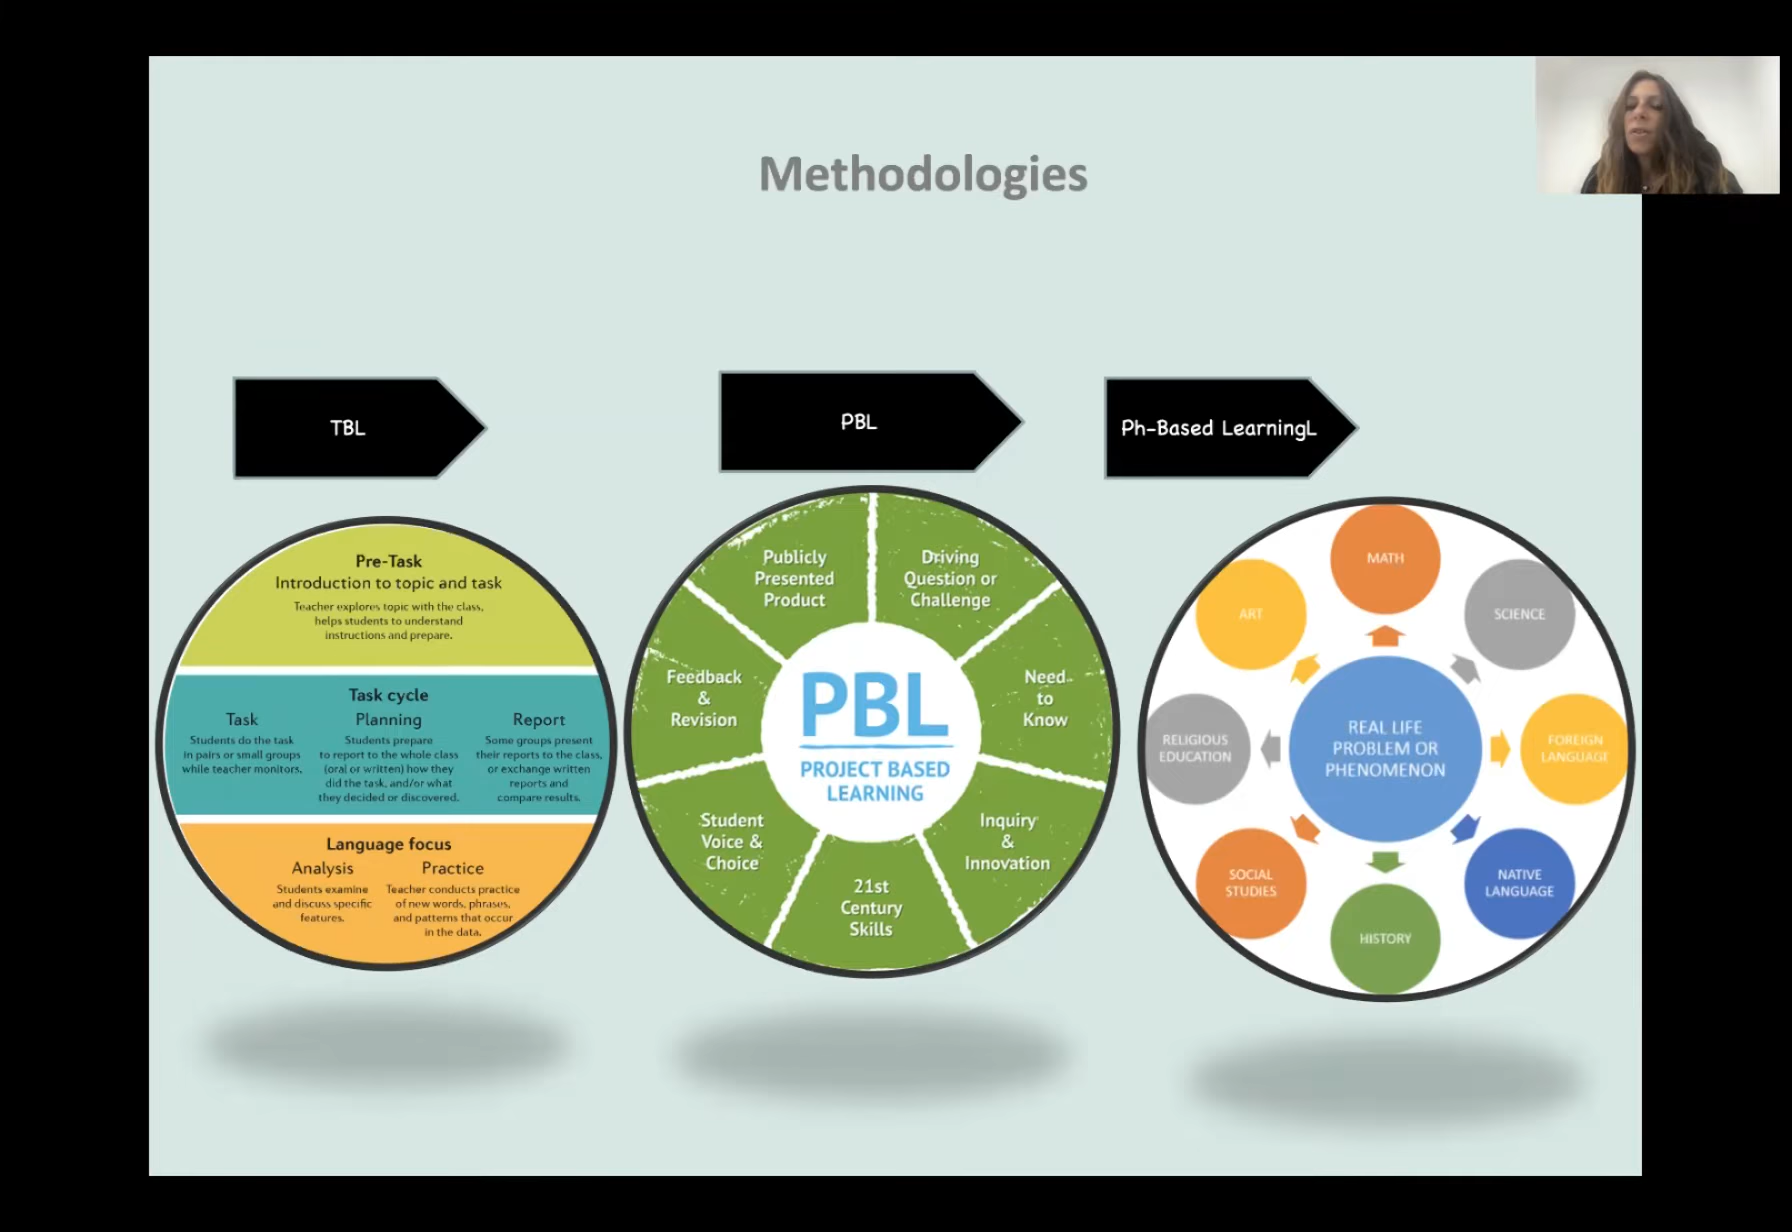 Methodologies
TBL
PBL
Ph-Based LearningL
Pre-Task
Introduction to topic and task
Teacher explores topic with the class,
helps students to understand
instructions and prepare.
Task cycle
Task
Students do the task
in pairs or small groups
while teacher monitors.
Planning
Students prepare
to report to the whole class
(oral or written) how they
did the task, and/or what
they decided or discovered.
Report
Some groups present
their reports to the class,
or exchange written
reports and
compare results.
Language focus
Analysis
Students examine
and discuss specific
features.
Practice
Teacher conducts practice
of new words, phrases,
and patterns that occur
in the data.
PBL
PROJECT BASED
LEARNING
Driving
Question or
Challenge
Need
to
Know
Inquiry
&
Innovation
21st
Century
Skills
Student
Voice &
Choice
Feedback
&
Revision
Publicly
Presented
Product
REAL LIFE
PROBLEM OR
PHENOMENON
MATH
SCIENCE
FOREIGN
LANGUAGE
NATIVE
LANGUAGE
HISTORY
SOCIAL
STUDIES
RELIGIOUS
EDUCATION
ART